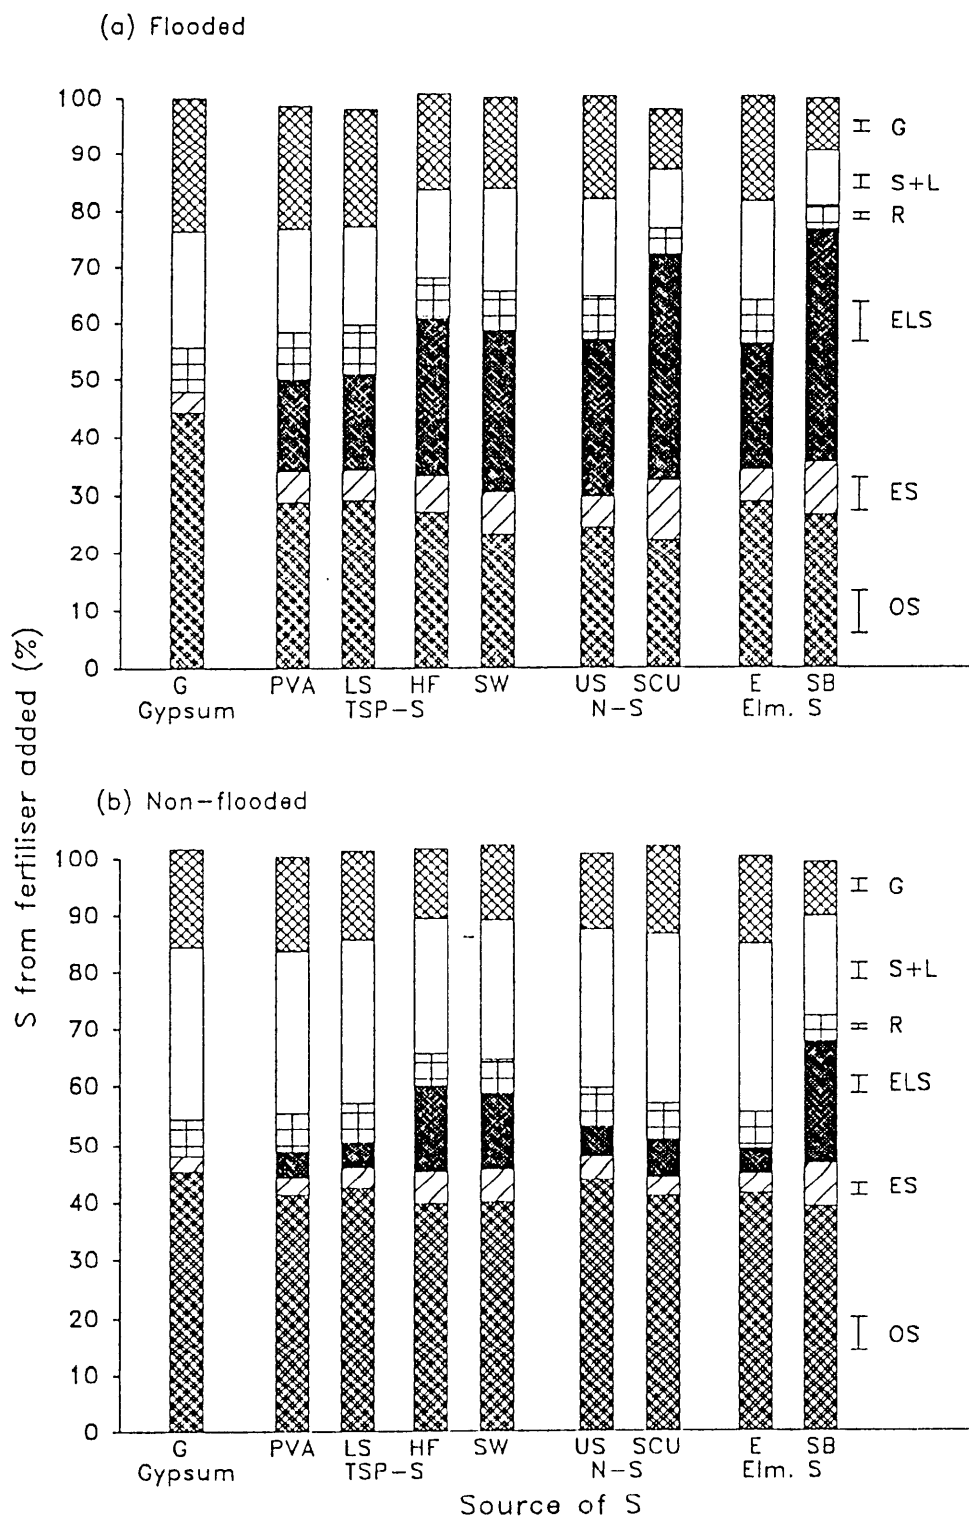 (a) Flooded
100
90
80
70
60
50
40
30
20
10
0
G
S+L
R
ELS
ES
OS
G PVA LS HF SW US SCU E SB
Gypsum TSP-S N-S Elm. S
S from fertiliser added (%)
(b) Non-flooded
100
90
80
70
60
50
40
30
20
10
0
G
S+L
R
ELS
ES
OS
G PVA LS HF SW US SCU E SB
Gypsum TSP-S N-S Elm. S
Source of S